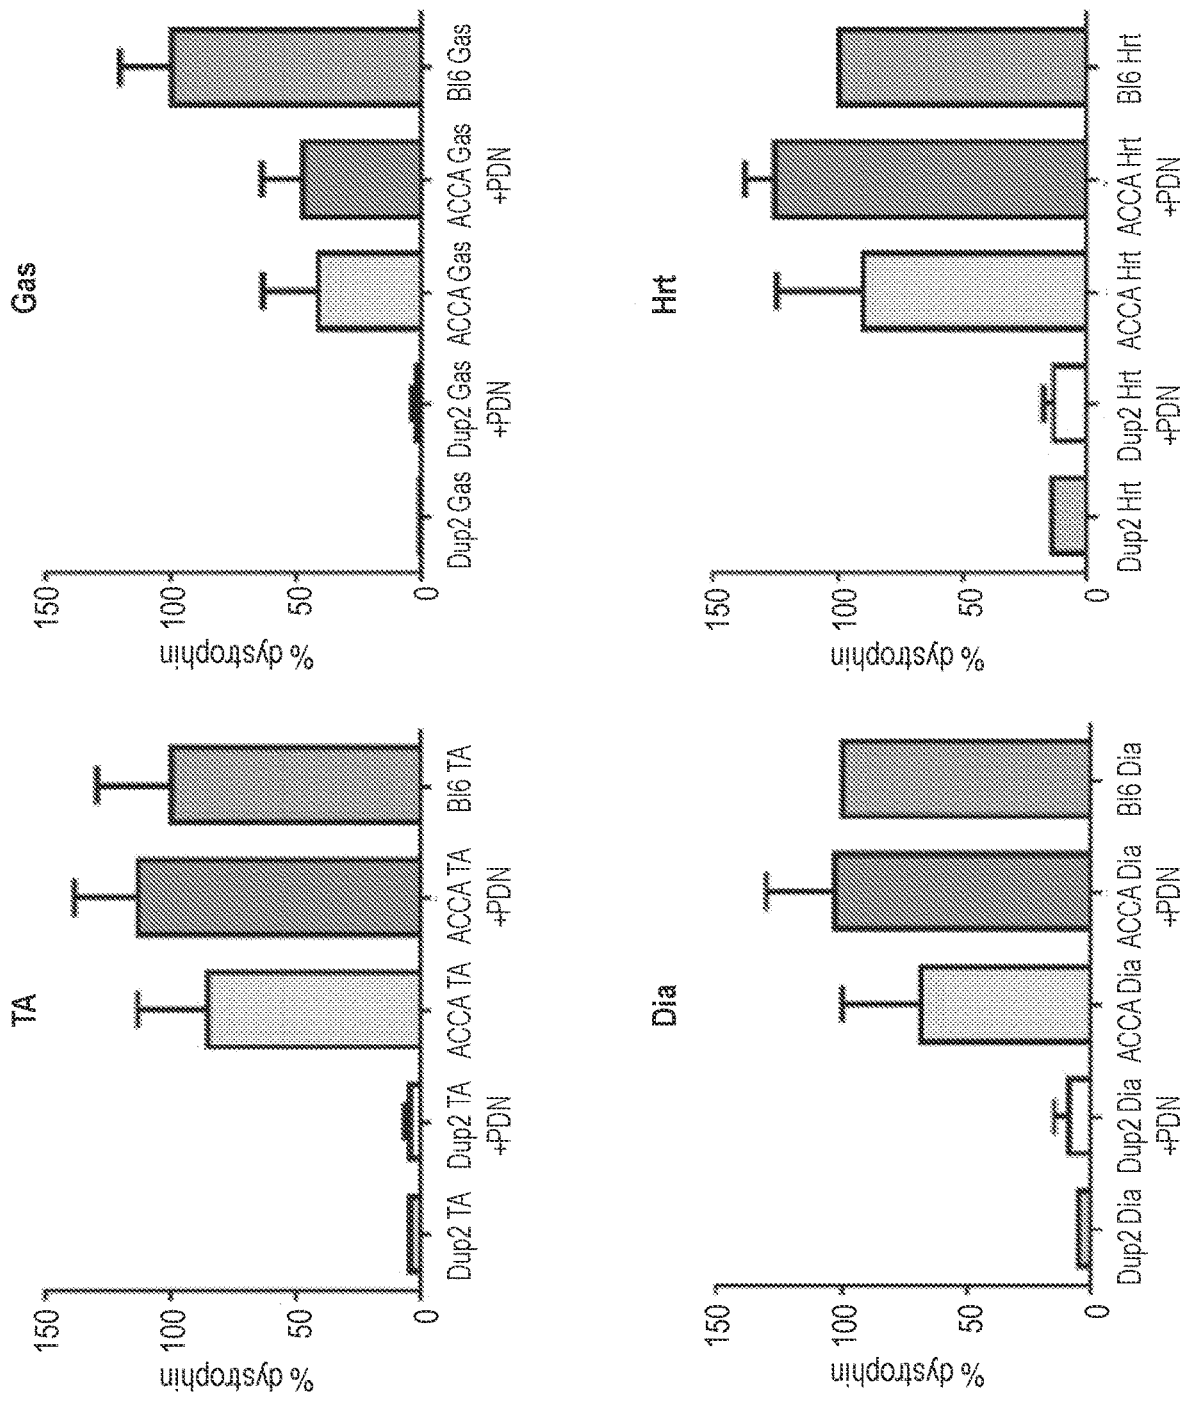 TA
% dystrophin
150
100
50
0
Dup2 TA
Dup2 TA
+PDN
ACCA TA
ACCA TA
+PDN
Bl6 TA
Gas
% dystrophin
150
100
50
0
Dup2 Gas
Dup2 Gas
+PDN
ACCA Gas
ACCA Gas
+PDN
Bl6 Gas
Dia
% dystrophin
150
100
50
0
Dup2 Dia
Dup2 Dia
+PDN
ACCA Dia
ACCA Dia
+PDN
Bl6 Dia
Hrt
% dystrophin
150
100
50
0
Dup2 Hrt
Dup2 Hrt
+PDN
ACCA Hrt
ACCA Hrt
+PDN
Bl6 Hrt